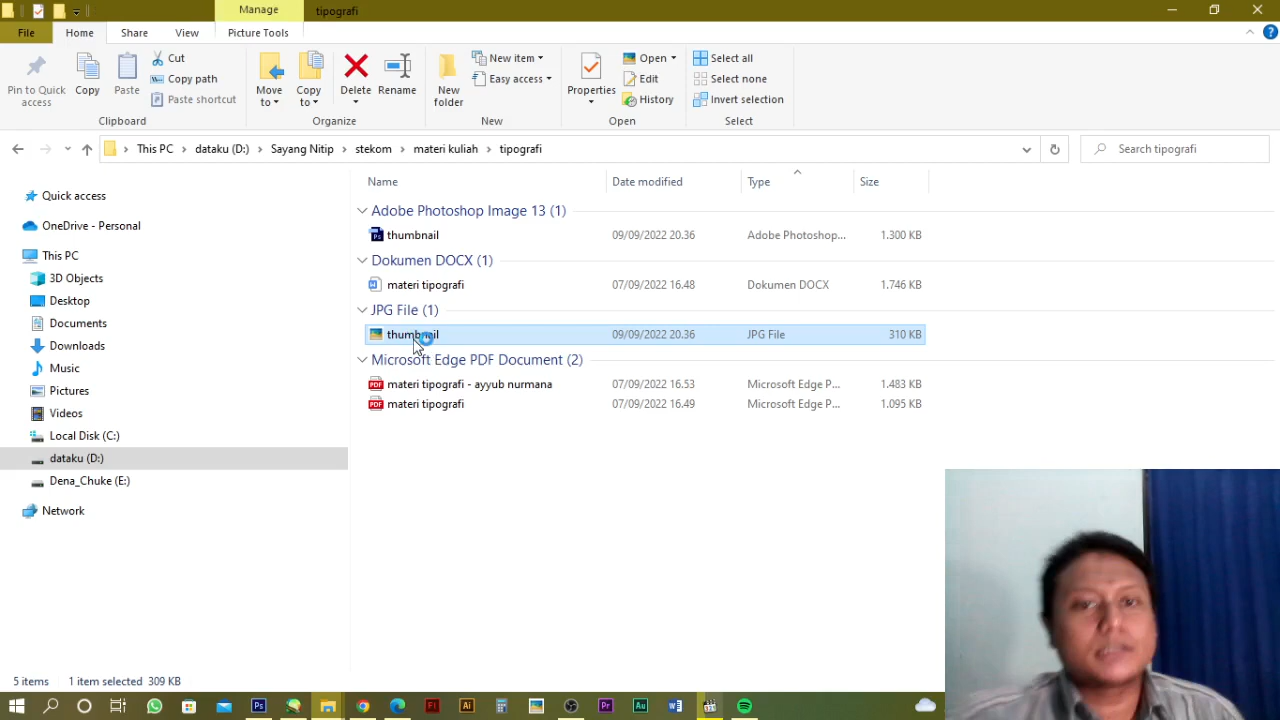 Manage tipografi
File Home Share View Picture Tools
Pin to Quick access
Copy
Paste
Cut
Copy path
Paste shortcut
Clipboard
Move to
Copy to
Delete
Rename
Organize
New folder
New item
Easy access
New
Properties
Open
Edit
History
Open
Select all
Select none
Invert selection
Select
This PC dataku (D:) Sayang Nitip stekom materi kuliah tipografi Search tipografi
Name Date modified Type Size
Quick access
OneDrive - Personal
This PC
3D Objects
Desktop
Documents
Downloads
Music
Pictures
Videos
Local Disk (C:)
dataku (D:)
Dena_Chuke (E:)
Network
Adobe Photoshop Image 13 (1)
thumbnail 09/09/2022 20.36 Adobe Photoshop... 1.300 KB
Dokumen DOCX (1)
materi tipografi 07/09/2022 16.48 Dokumen DOCX 1.746 KB
JPG File (1)
thumbnail 09/09/2022 20.36 JPG File 310 KB
Microsoft Edge PDF Document (2)
materi tipografi - ayyub nurmana 07/09/2022 16.53 Microsoft Edge P... 1.483 KB
materi tipografi 07/09/2022 16.49 Microsoft Edge P... 1.095 KB
5 items 1 item selected 309 KB